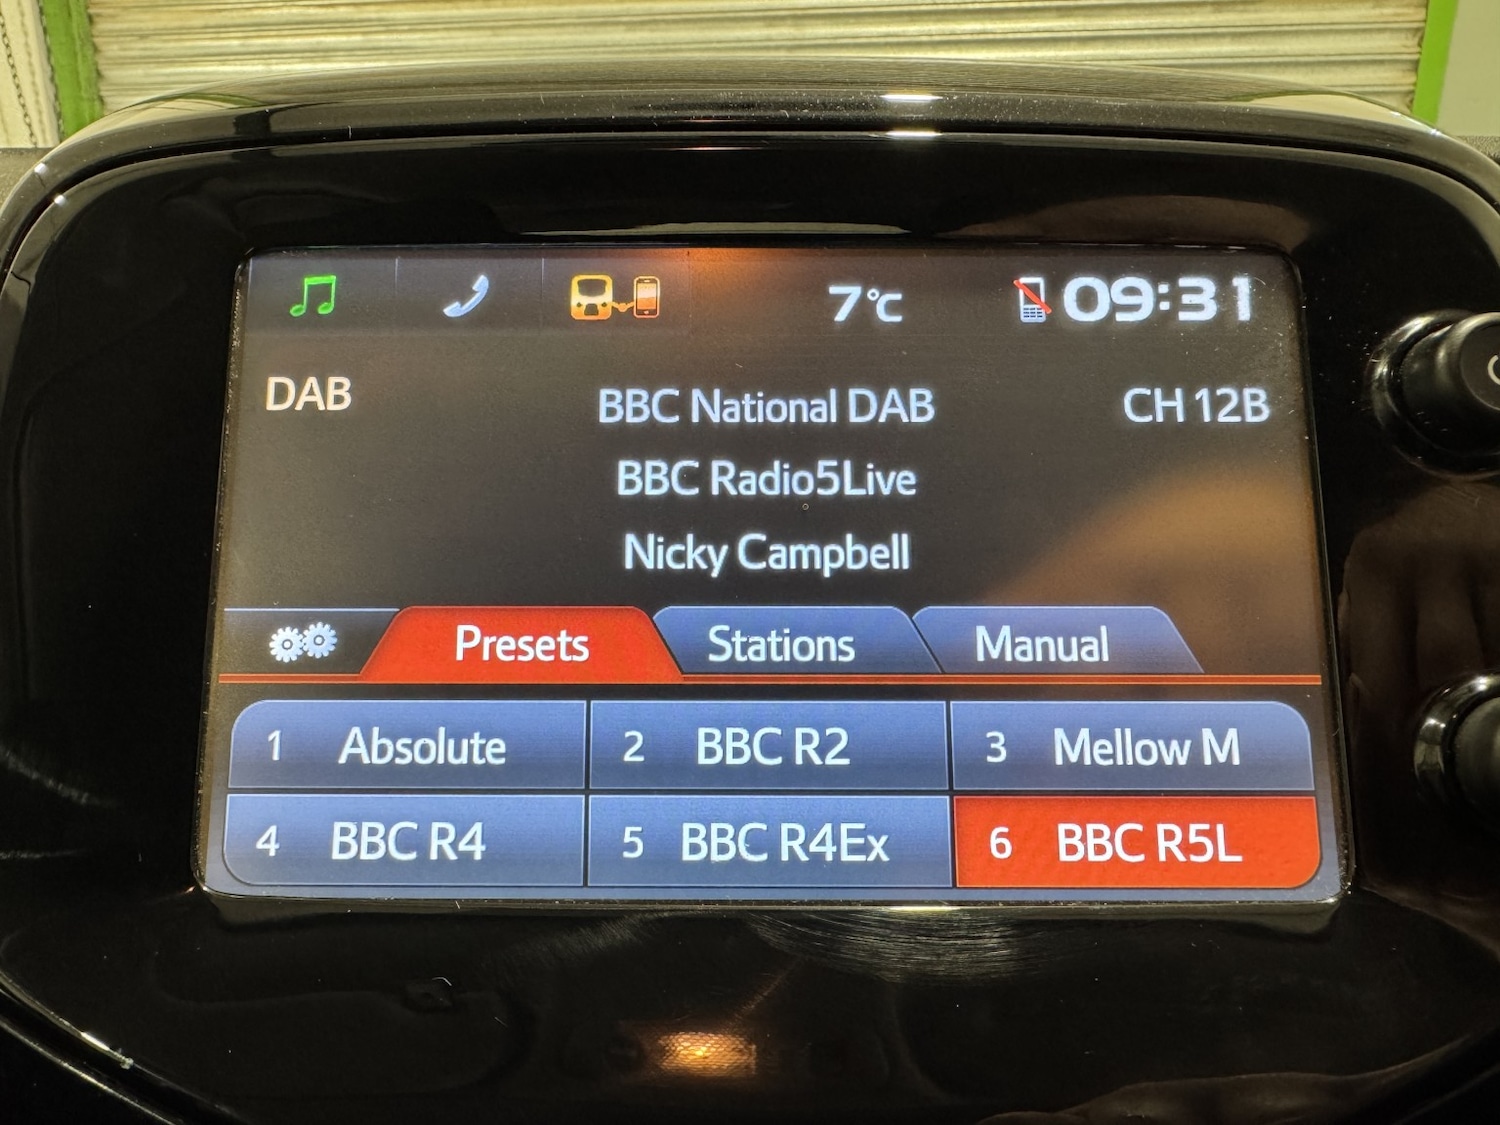 7°C 09:31
DAB BBC National DAB CH 12B
BBC Radio5Live
Nicky Campbell
Presets Stations Manual
1 Absolute 2 BBC R2 3 Mellow M
4 BBC R4 5 BBC R4Ex 6 BBC R5L